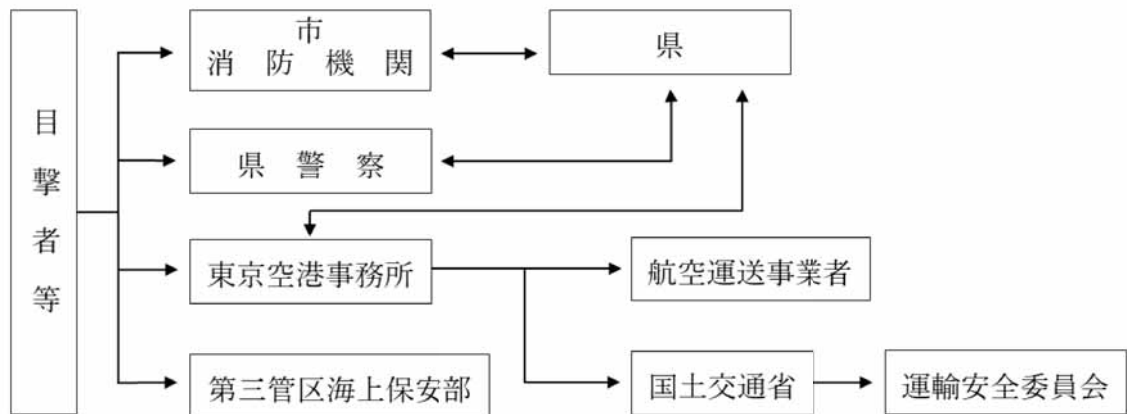 目撃者等
市
消防機関
県
県警察
東京空港事務所
航空運送事業者
第三管区海上保安部
国土交通省
運輸安全委員会